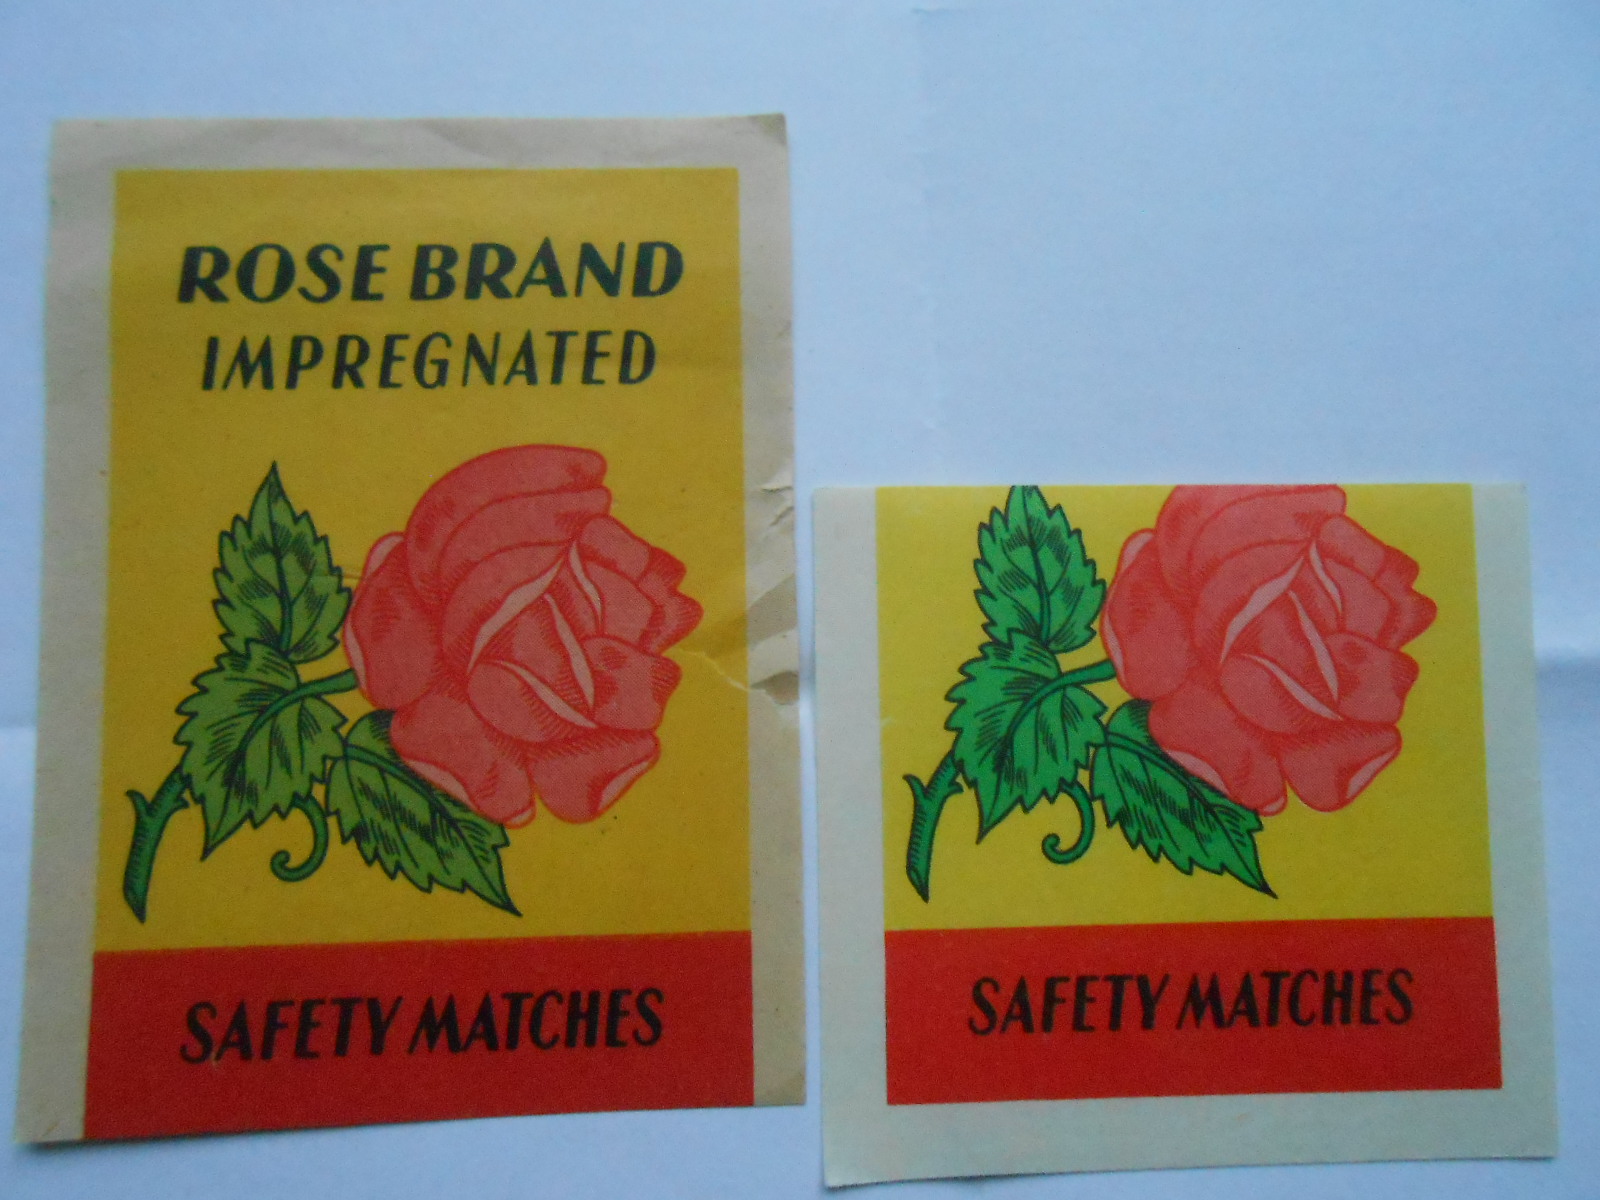 ROSE BRAND
IMPREGNATED
SAFETY MATCHES
SAFETY MATCHES